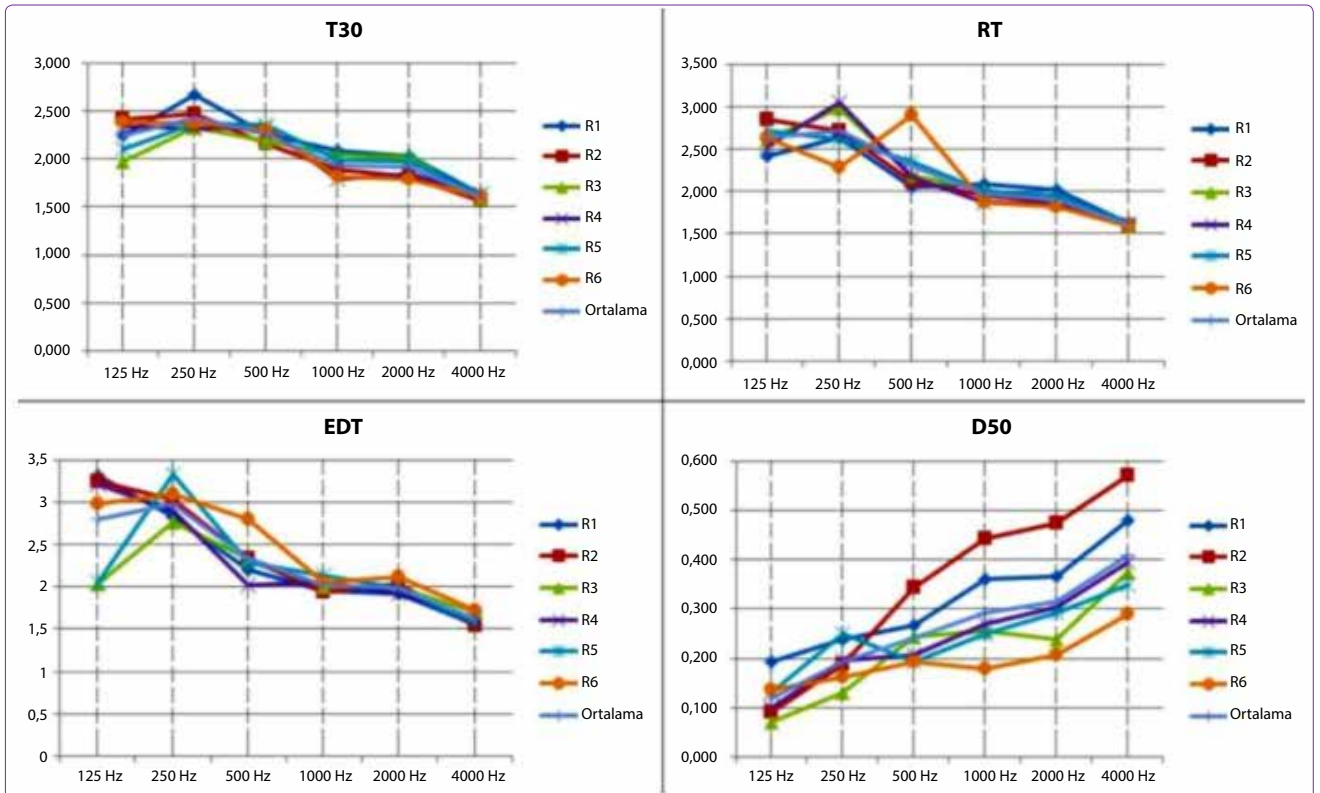 T30
3,000
2,500
2,000
1,500
1,000
0,500
0,000
125 Hz 250 Hz 500 Hz 1000 Hz 2000 Hz 4000 Hz
R1
R2
R3
R4
R5
R6
Ortalama
RT
3,500
3,000
2,500
2,000
1,500
1,000
0,500
0,000
125 Hz 250 Hz 500 Hz 1000 Hz 2000 Hz 4000 Hz
R1
R2
R3
R4
R5
R6
Ortalama
EDT
3,5
3
2,5
2
1,5
1
0,5
0
125 Hz 250 Hz 500 Hz 1000 Hz 2000 Hz 4000 Hz
R1
R2
R3
R4
R5
R6
Ortalama
D50
0,600
0,500
0,400
0,300
0,200
0,100
0,000
125 Hz 250 Hz 500 Hz 1000 Hz 2000 Hz 4000 Hz
R1
R2
R3
R4
R5
R6
Ortalama